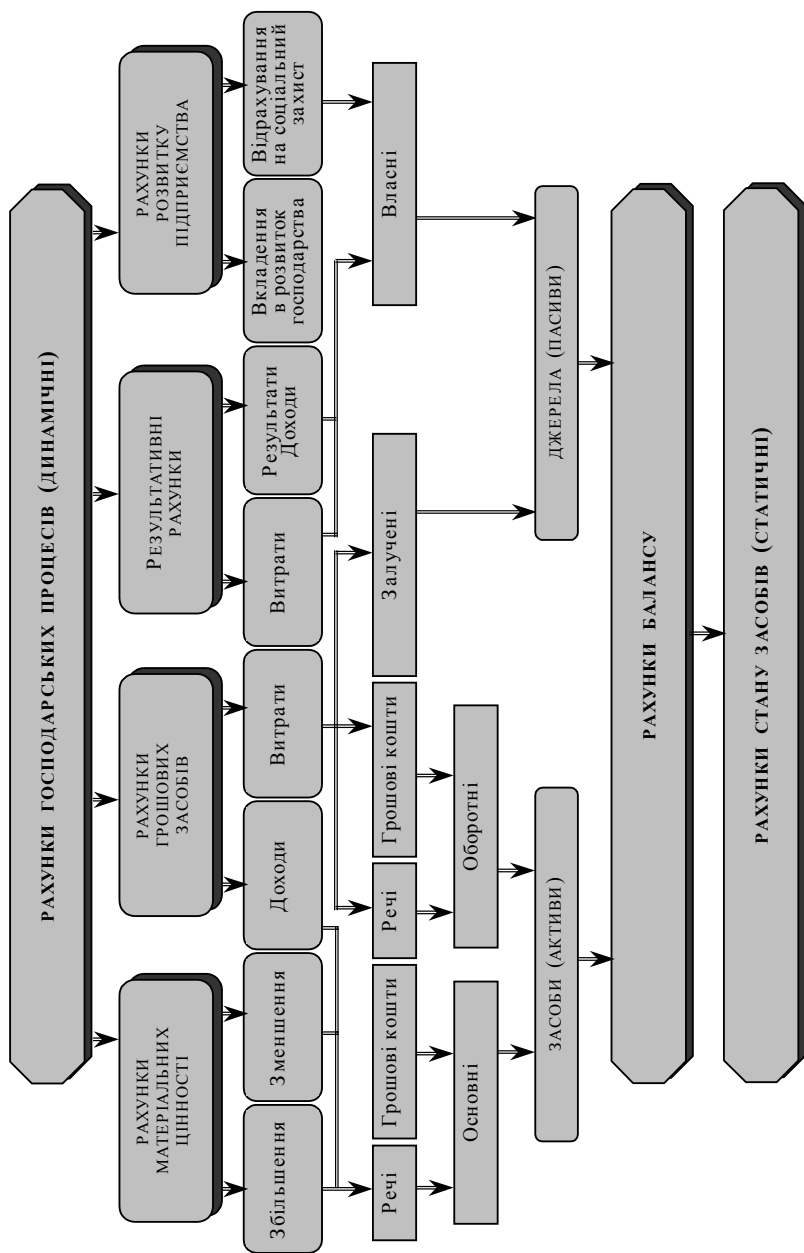 РАХУНКИ ГОСПОДАРСЬКИХ ПРОЦЕСІВ (ДИНАМІЧНІ)
РАХУНКИ
МАТЕРІАЛЬНИХ
ЦІННОСТІ
РАХУНКИ
ГРОШОВИХ
ЗАСОБІВ
РЕЗУЛЬТАТИВНІ
РАХУНКИ
РАХУНКИ
РОЗВИТКУ
ПІДПРИЄМСТВА
Збільшення
Зменшення
Доходи
Витрати
Витрати
Результати
Доходи
Вкладення
в розвиток
господарства
Відрахування
на соціальний
захист
Речі
Грошові кошти
Речі
Грошові кошти
Залучені
Власні
Основні
Оборотні
ЗАСОБИ (АКТИВИ)
ДЖЕРЕЛА (ПАСИВИ)
РАХУНКИ БАЛАНСУ
РАХУНКИ СТАНУ ЗАСОБІВ (СТАТИЧНІ)